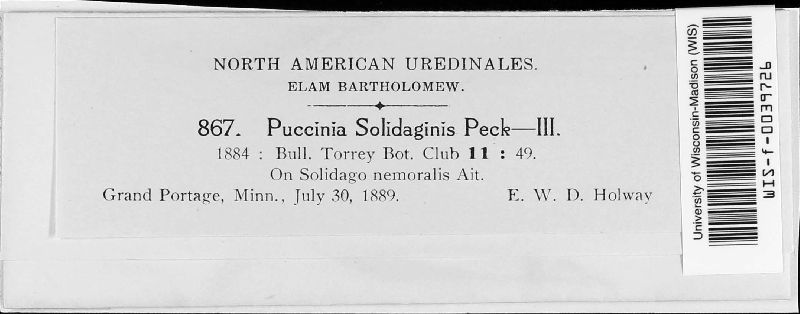 NORTH AMERICAN UREDINALES.
ELAM BARTHOLOMEW.
867. Puccinia Solidaginis Peck—III.
1884 : Bull. Torrey Bot. Club 11 : 49.
On Solidago nemoralis Ait.
Grand Portage, Minn., July 30, 1889. E. W. D. Holway
University of Wisconsin-Madison (WIS)
WIS-f-0039726